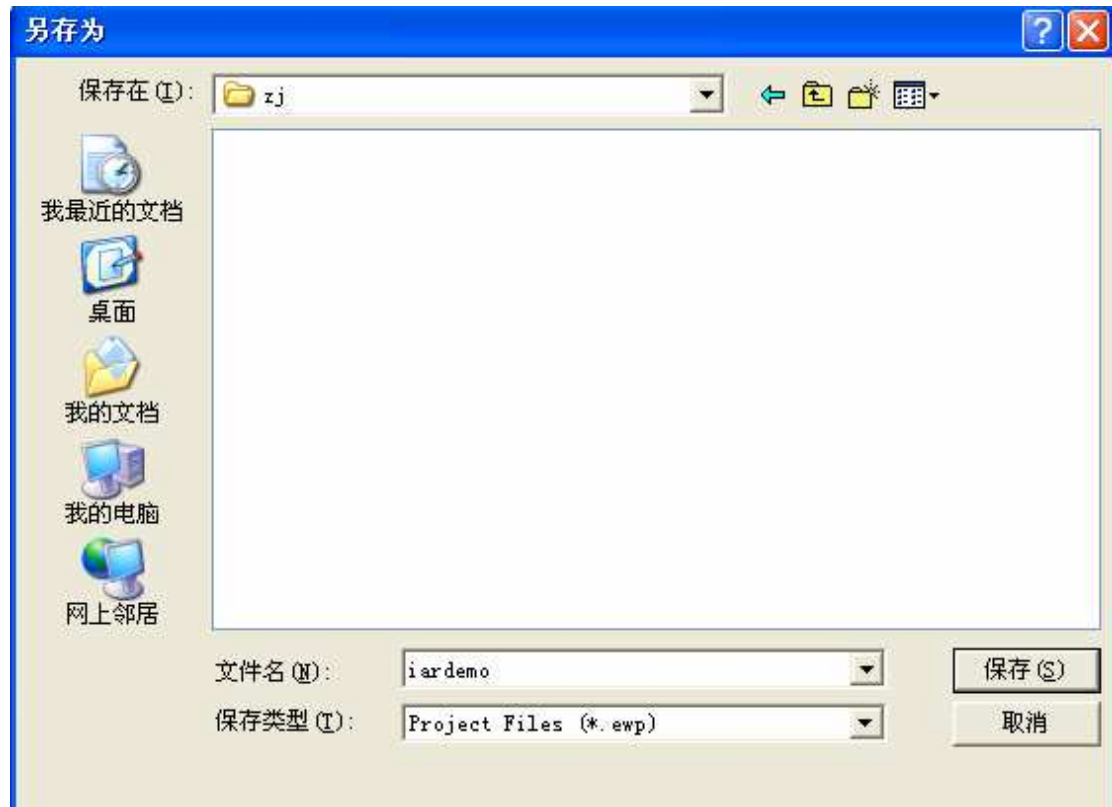 另存为
保存在(I):
zj
我最近的文档
桌面
我的文档
我的电脑
网上邻居
文件名(N):
iardemo
保存(S)
保存类型(T):
Project Files (*.ewp)
取消